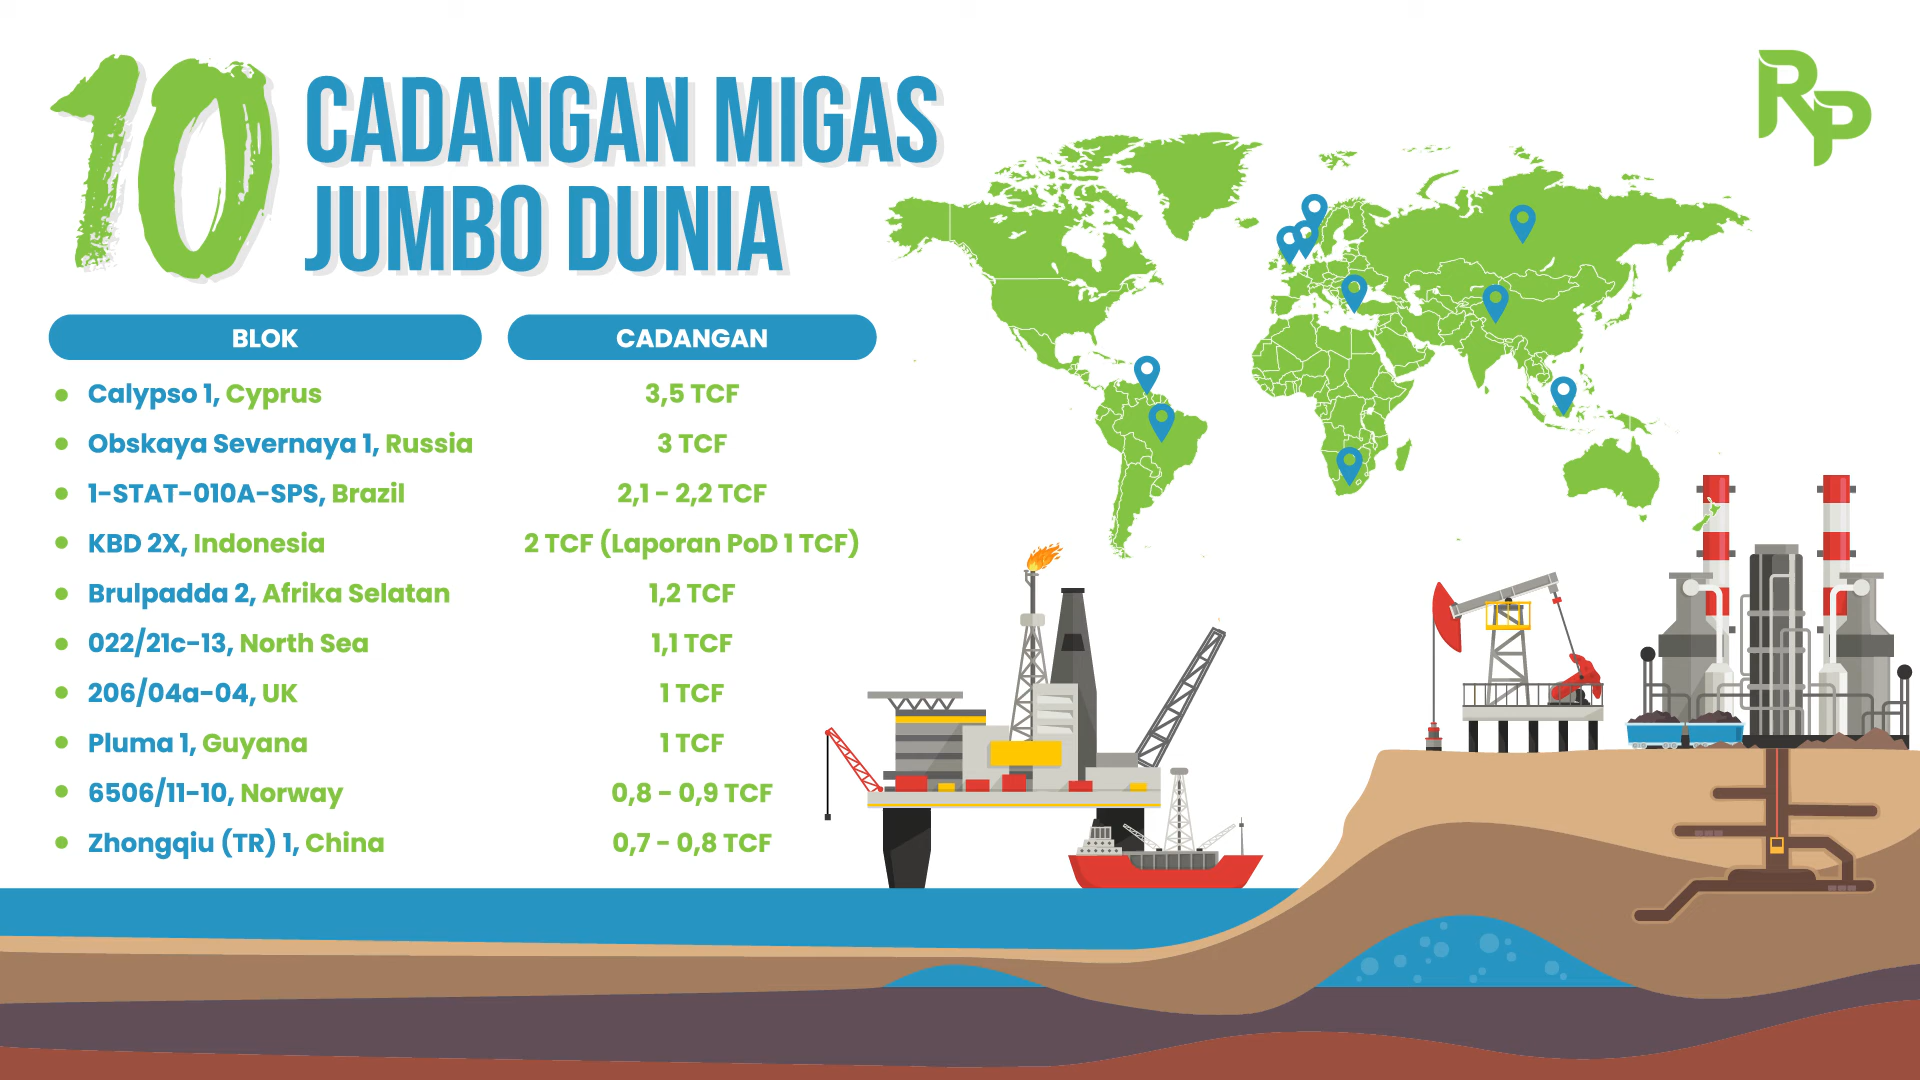 10 CADANGAN MIGAS
JUMBO DUNIA
RP
BLOK CADANGAN
Calypso 1, Cyprus 3,5 TCF
Obskaya Severnaya 1, Russia 3 TCF
1-STAT-010A-SPS, Brazil 2,1 - 2,2 TCF
KBD 2X, Indonesia 2 TCF (Laporan PoD 1 TCF)
Brulpadda 2, Afrika Selatan 1,2 TCF
022/21c-13, North Sea 1,1 TCF
206/04a-04, UK 1 TCF
Pluma 1, Guyana 1 TCF
6506/11-10, Norway 0,8 - 0,9 TCF
Zhongqiu (TR) 1, China 0,7 - 0,8 TCF